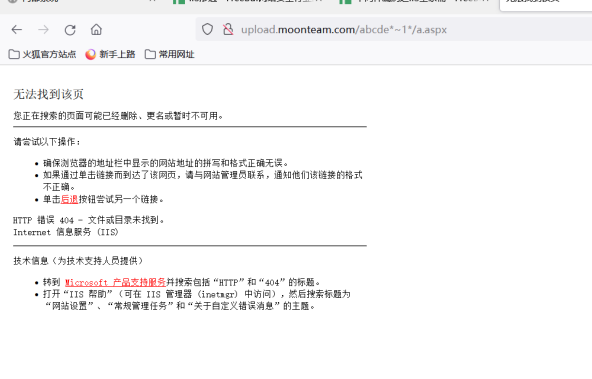 upload.moonteam.com/abcde*~1*/a.aspx
火狐官方站点 新手上路 常用网址
无法找到该页
您正在搜索的页面可能已经删除、更名或暂时不可用。
请尝试以下操作：
确保浏览器的地址栏中显示的网站地址的拼写和格式正确无误。
如果通过单击链接而到达了该网页，请与网站管理员联系，通知他们该链接的格式
不正确。
单击后退按钮尝试另一个链接。
HTTP 错误 404 - 文件或目录未找到。
Internet 信息服务 (IIS)
技术信息（为技术支持人员提供）
转到 Microsoft 产品支持服务并搜索包括“HTTP”和“404”的标题。
打开“IIS 帮助”（可在 IIS 管理器 (inetmgr) 中访问），然后搜索标题为
“网站设置”、“常规管理任务”和“关于自定义错误消息”的主题。